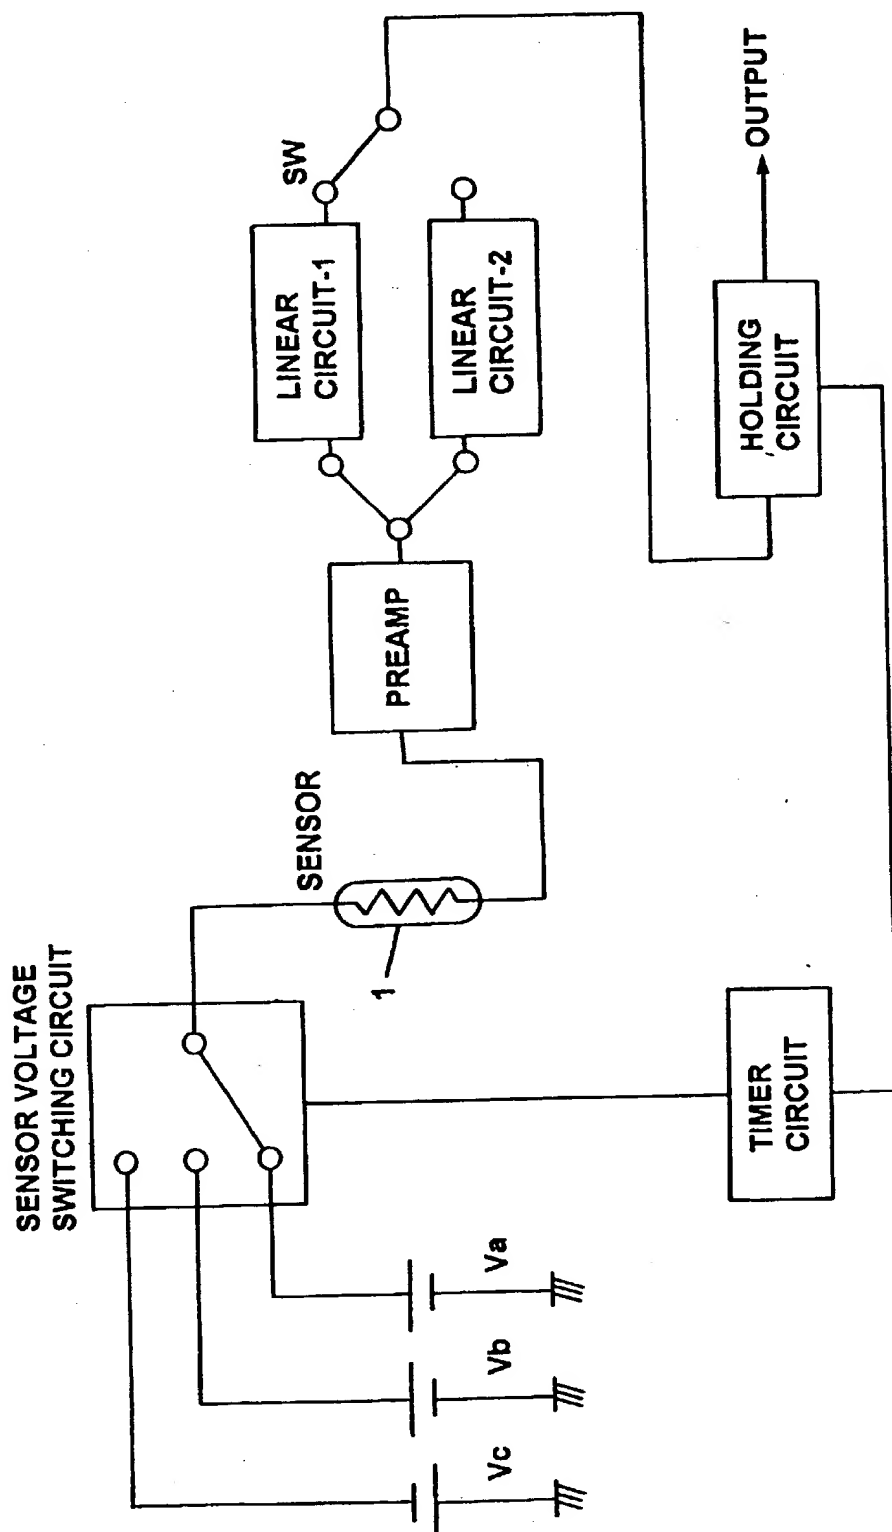 SENSOR VOLTAGE
SWITCHING CIRCUIT
Vc
Vb
Va
SENSOR
1
PREAMP
LINEAR
CIRCUIT-1
SW
LINEAR
CIRCUIT-2
TIMER
CIRCUIT
HOLDING
CIRCUIT
OUTPUT